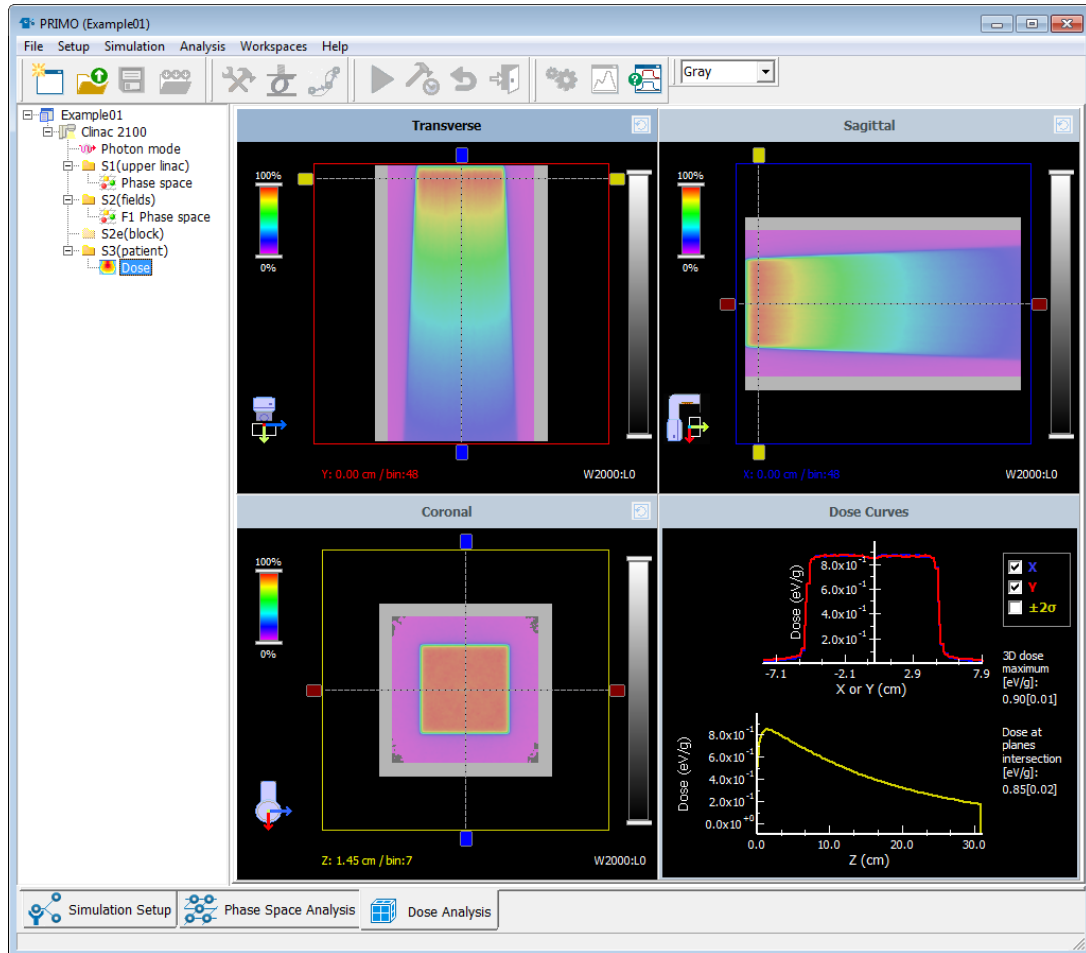 PRIMO (Example01)
File Setup Simulation Analysis Workspaces Help
Gray
Example01
Clinac 2100
Photon mode
S1(upper linac)
Phase space
S2(fields)
F1 Phase space
S2e(block)
S3(patient)
Dose
Transverse
100%
0%
Y: 0.00 cm / bin:48
W2000:L0
Sagittal
100%
0%
X: 0.00 cm / bin:48
W2000:L0
Coronal
100%
0%
Z: 1.45 cm / bin:7
W2000:L0
Dose Curves
Dose (eV/g)
8.0x10⁻¹
6.0x10⁻¹
4.0x10⁻¹
2.0x10⁻¹
-7.1 -2.1 2.9 7.9
X or Y (cm)
X
Y
±2σ
3D dose
maximum
[eV/g]:
0.90[0.01]
Dose at
planes
intersection
[eV/g]:
0.85[0.02]
Dose (eV/g)
8.0x10⁻¹
6.0x10⁻¹
4.0x10⁻¹
2.0x10⁻¹
0.0x10⁺⁰
0.0 10.0 20.0 30.0
Z (cm)
Simulation Setup
Phase Space Analysis
Dose Analysis